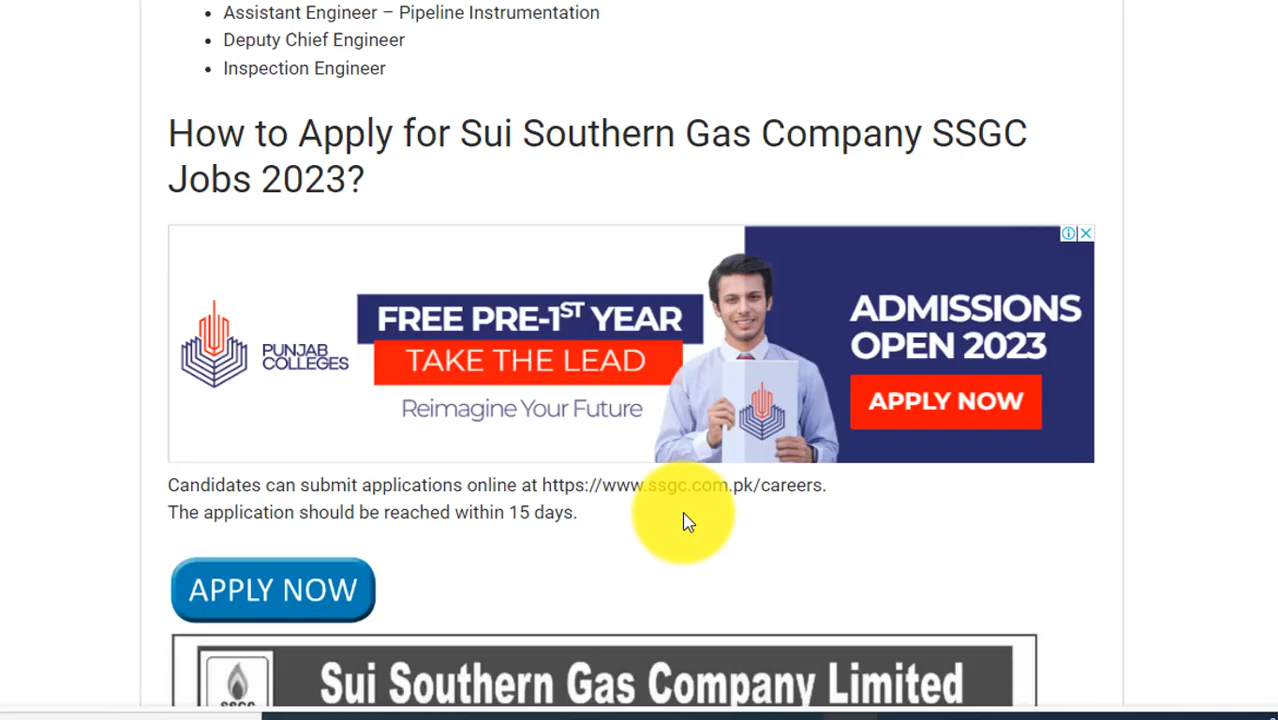 Assistant Engineer – Pipeline Instrumentation
Deputy Chief Engineer
Inspection Engineer
How to Apply for Sui Southern Gas Company SSGC
Jobs 2023?
PUNJAB
COLLEGES
FREE PRE-1ST YEAR
TAKE THE LEAD
Reimagine Your Future
ADMISSIONS
OPEN 2023
APPLY NOW
Candidates can submit applications online at https://www.ssgc.com.pk/careers.
The application should be reached within 15 days.
APPLY NOW
Sui Southern Gas Company Limited
SSGC